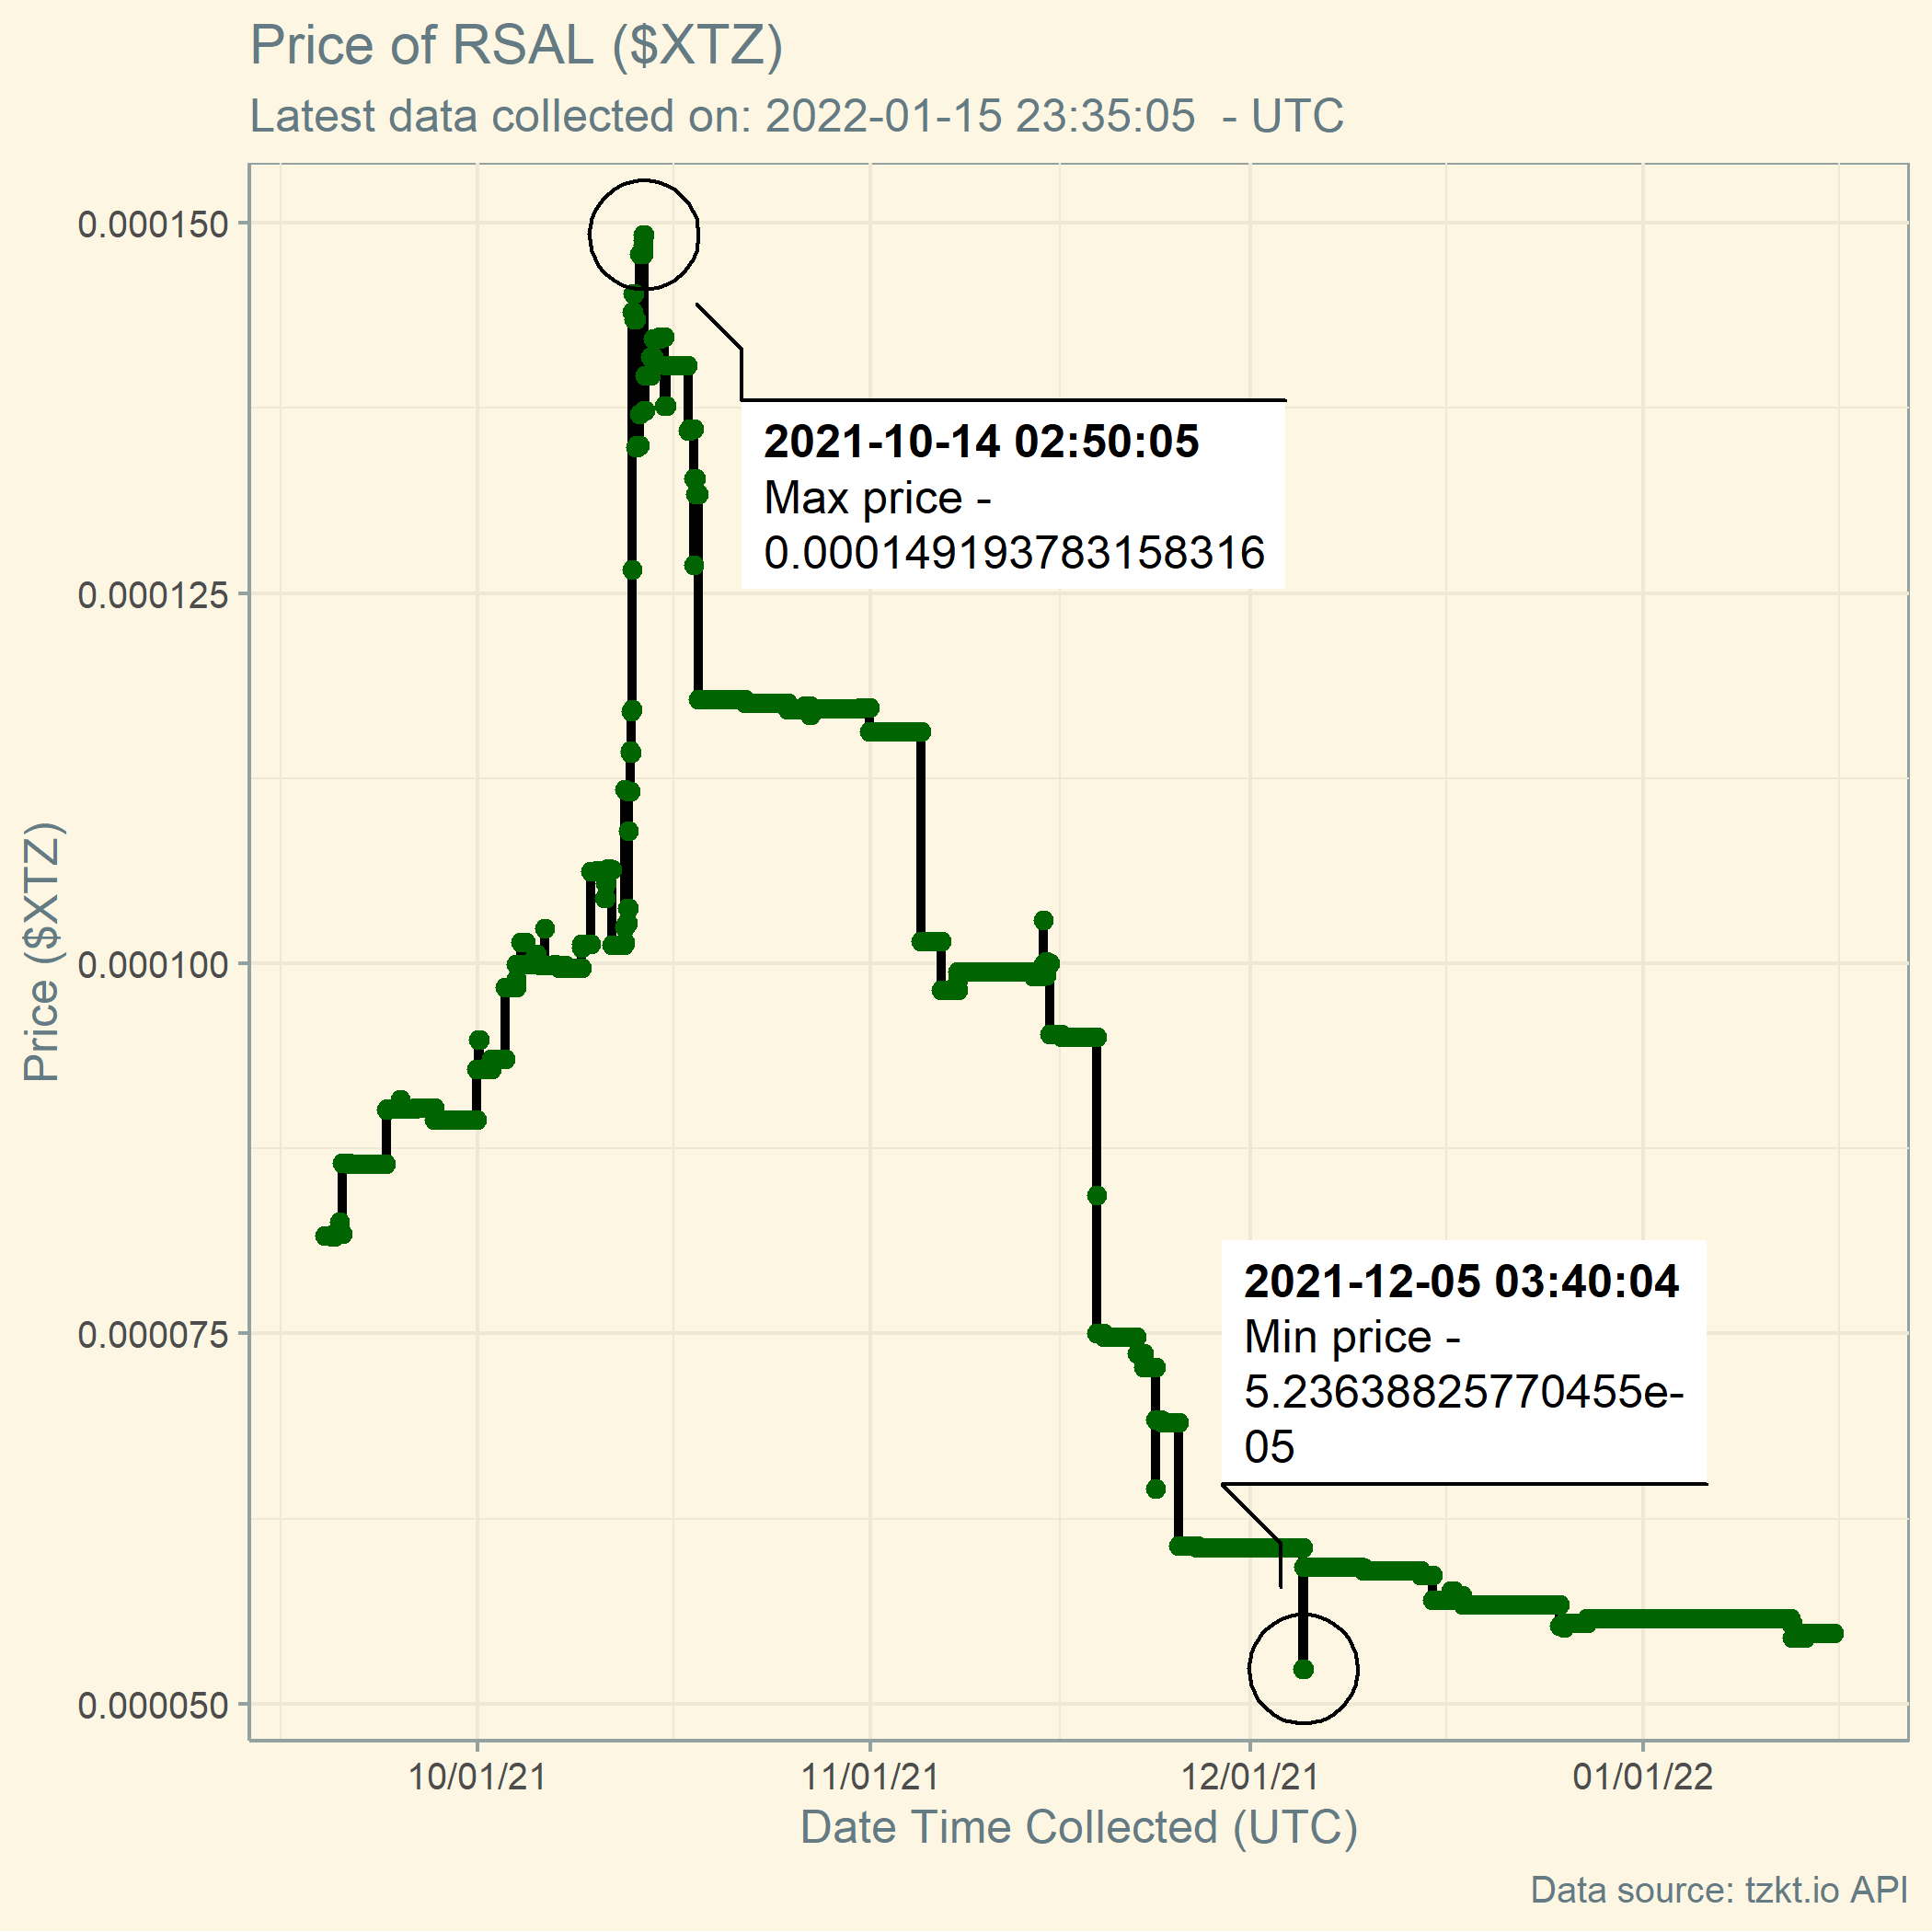 Price of RSAL ($XTZ)
Latest data collected on: 2022-01-15 23:35:05  - UTC
0.000150
0.000125
0.000100
0.000075
0.000050
Price ($XTZ)
2021-10-14 02:50:05
Max price -
0.000149193783158316
2021-12-05 03:40:04
Min price -
5.23638825770455e-
05
10/01/21
11/01/21
12/01/21
01/01/22
Date Time Collected (UTC)
Data source: tzkt.io API